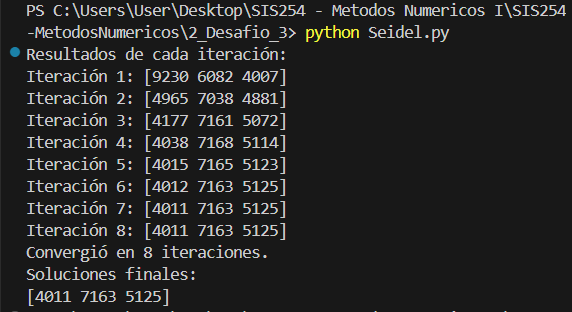 PS C:\Users\User\Desktop\SIS254 - Metodos Numericos I\SIS254
-MetodosNumericos\2_Desafio_3> python Seidel.py
Resultados de cada iteración:
Iteración 1: [9230 6082 4007]
Iteración 2: [4965 7038 4881]
Iteración 3: [4177 7161 5072]
Iteración 4: [4038 7168 5114]
Iteración 5: [4015 7165 5123]
Iteración 6: [4012 7163 5125]
Iteración 7: [4011 7163 5125]
Iteración 8: [4011 7163 5125]
Convergió en 8 iteraciones.
Soluciones finales:
[4011 7163 5125]